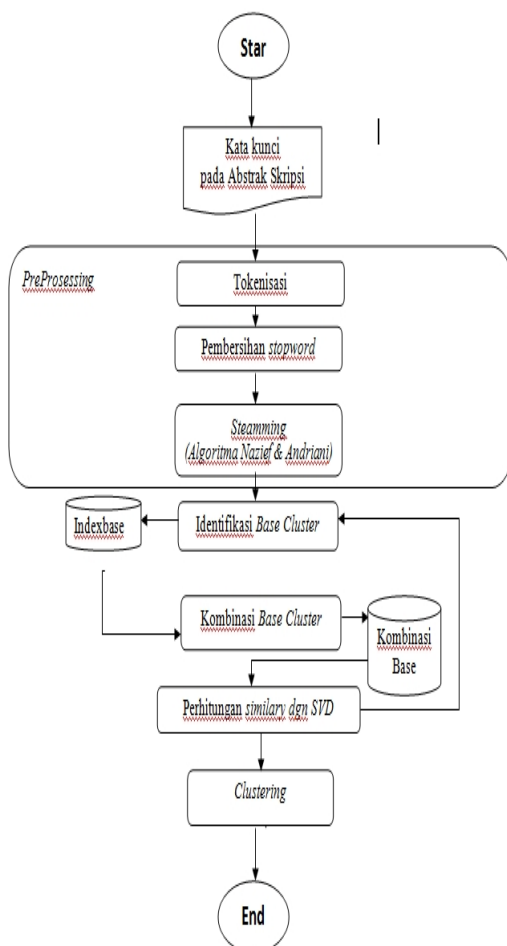 Star
Kata kunci
pada Abstrak Skripsi
PreProsessing
Tokenisasi
Pembersihan stopword
Steamming
(Algoritma Nazief & Andriani)
Indexbase
Identifikasi Base Cluster
Kombinasi Base Cluster
Kombinasi
Base
Perhitungan similary dgn SVD
Clustering
End